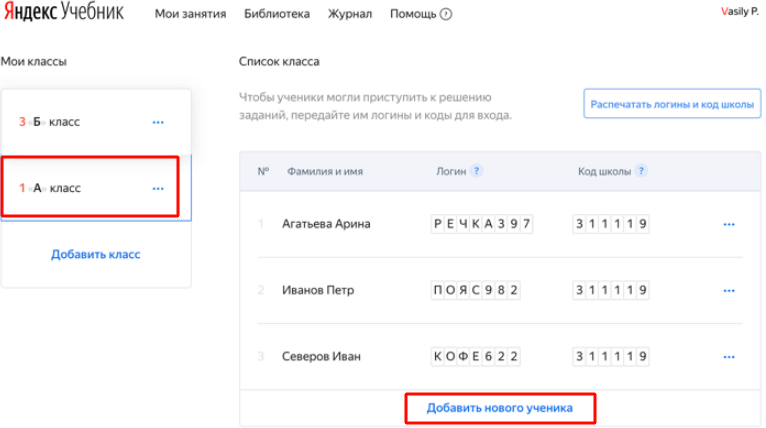 Яндекс Учебник
Мои занятия Библиотека Журнал Помощь ?
Vasily P.
Мои классы
3 «Б» класс ...
1 «А» класс ...
Добавить класс
Список класса
Чтобы ученики могли приступить к решению
заданий, передайте им логины и коды для входа.
Распечатать логины и код школы
№ Фамилия и имя Логин ? Код школы ?
1 Агатьева Арина РЕЧКА397 311119 ...
2 Иванов Петр ПОЯС982 311119 ...
3 Северов Иван КОФЕ622 311119 ...
Добавить нового ученика